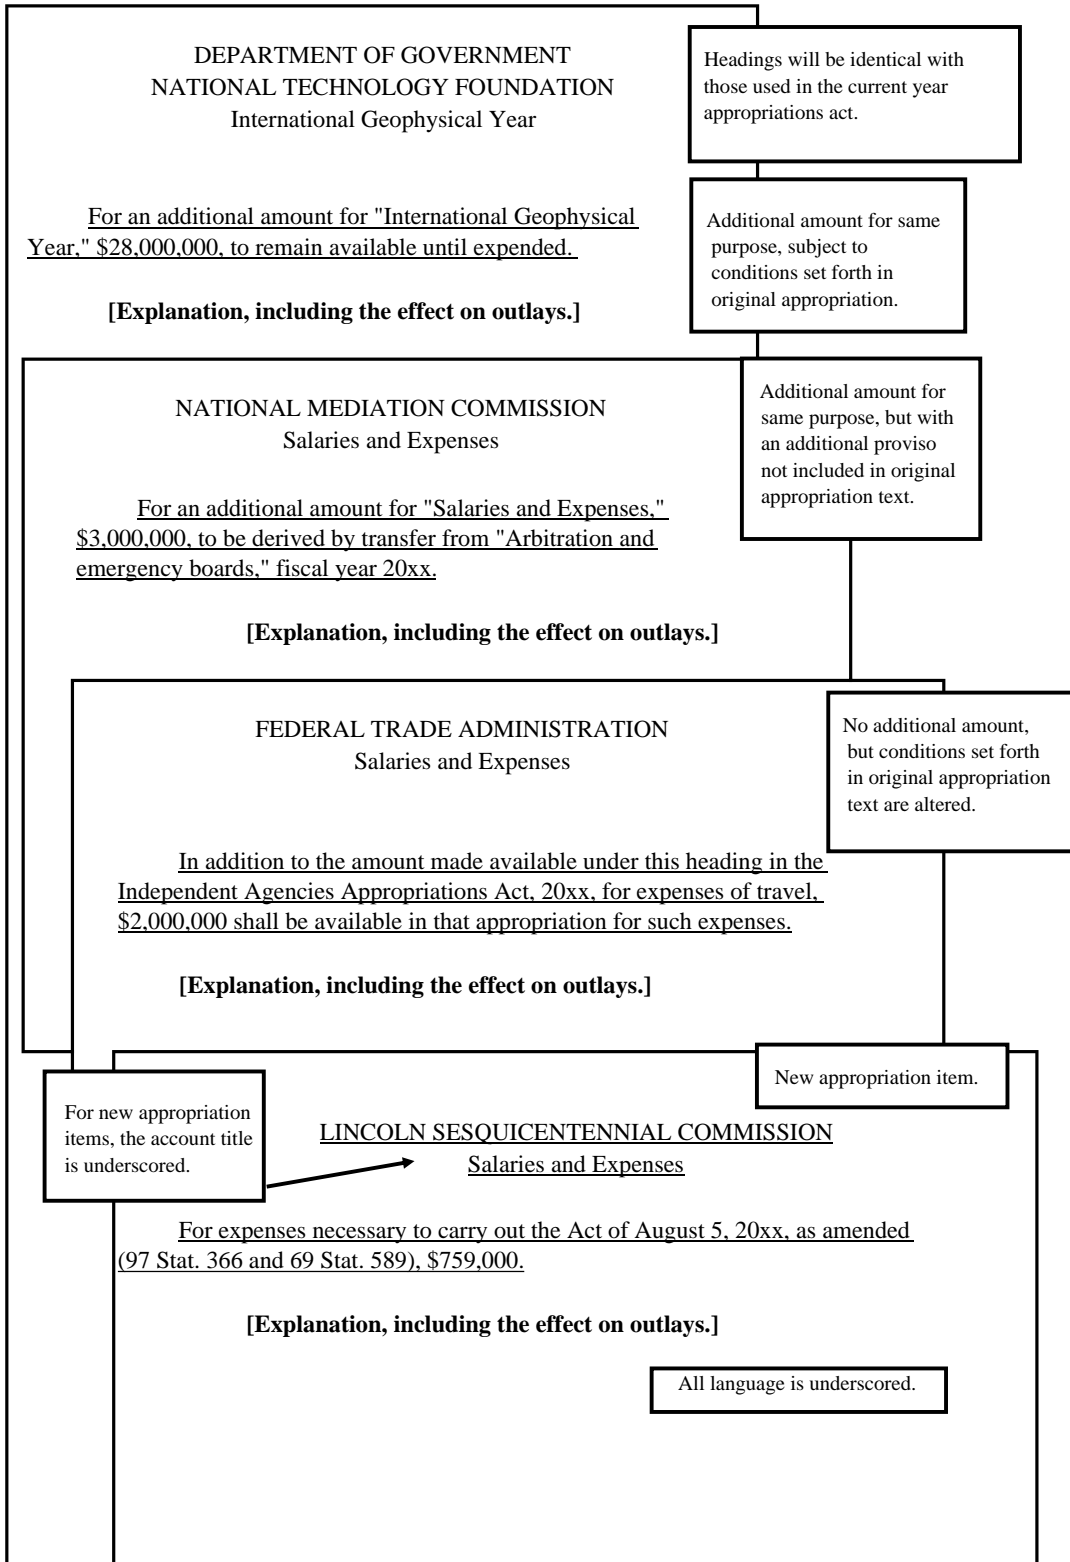 DEPARTMENT OF GOVERNMENT
NATIONAL TECHNOLOGY FOUNDATION
International Geophysical Year
Headings will be identical with
those used in the current year
appropriations act.
For an additional amount for "International Geophysical
Year," $28,000,000, to remain available until expended.
[Explanation, including the effect on outlays.]
Additional amount for same
purpose, subject to
conditions set forth in
original appropriation.
NATIONAL MEDIATION COMMISSION
Salaries and Expenses
Additional amount for
same purpose, but with
an additional proviso
not included in original
appropriation text.
For an additional amount for "Salaries and Expenses,"
$3,000,000, to be derived by transfer from "Arbitration and
emergency boards," fiscal year 20xx.
[Explanation, including the effect on outlays.]
FEDERAL TRADE ADMINISTRATION
Salaries and Expenses
No additional amount,
but conditions set forth
in original appropriation
text are altered.
In addition to the amount made available under this heading in the
Independent Agencies Appropriations Act, 20xx, for expenses of travel,
$2,000,000 shall be available in that appropriation for such expenses.
[Explanation, including the effect on outlays.]
New appropriation item.
For new appropriation
items, the account title
is underscored.
LINCOLN SESQUICENTENNIAL COMMISSION
Salaries and Expenses
For expenses necessary to carry out the Act of August 5, 20xx, as amended
(97 Stat. 366 and 69 Stat. 589), $759,000.
[Explanation, including the effect on outlays.]
All language is underscored.